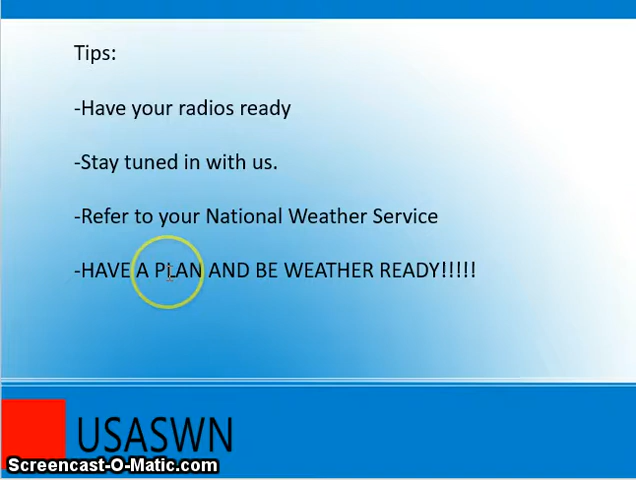 Tips:
-Have your radios ready
-Stay tuned in with us.
-Refer to your National Weather Service
-HAVE A PLAN AND BE WEATHER READY!!!!!
USASWN
Screencast-O-Matic.com